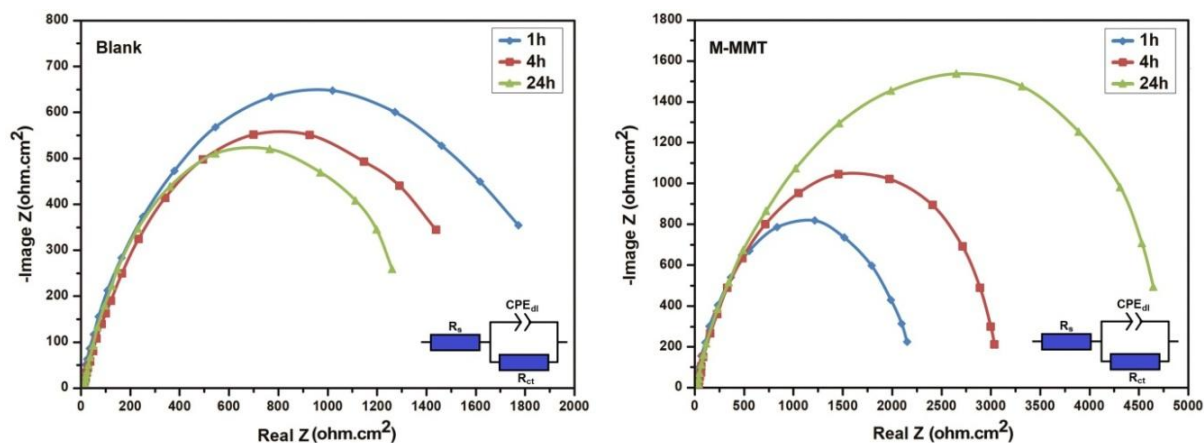 Blank
1h
4h
24h
-Image Z(ohm.cm²)
800
700
600
500
400
300
200
100
0
0 200 400 600 800 1000 1200 1400 1600 1800 2000
Real Z (ohm.cm²)
CPEdl
Rs
Rct
M-MMT
1h
4h
24h
-Image Z (ohm.cm²)
1800
1600
1400
1200
1000
800
600
400
200
0
0 500 1000 1500 2000 2500 3000 3500 4000 4500 5000
Real Z (ohm.cm²)
CPEdl
Rs
Rct